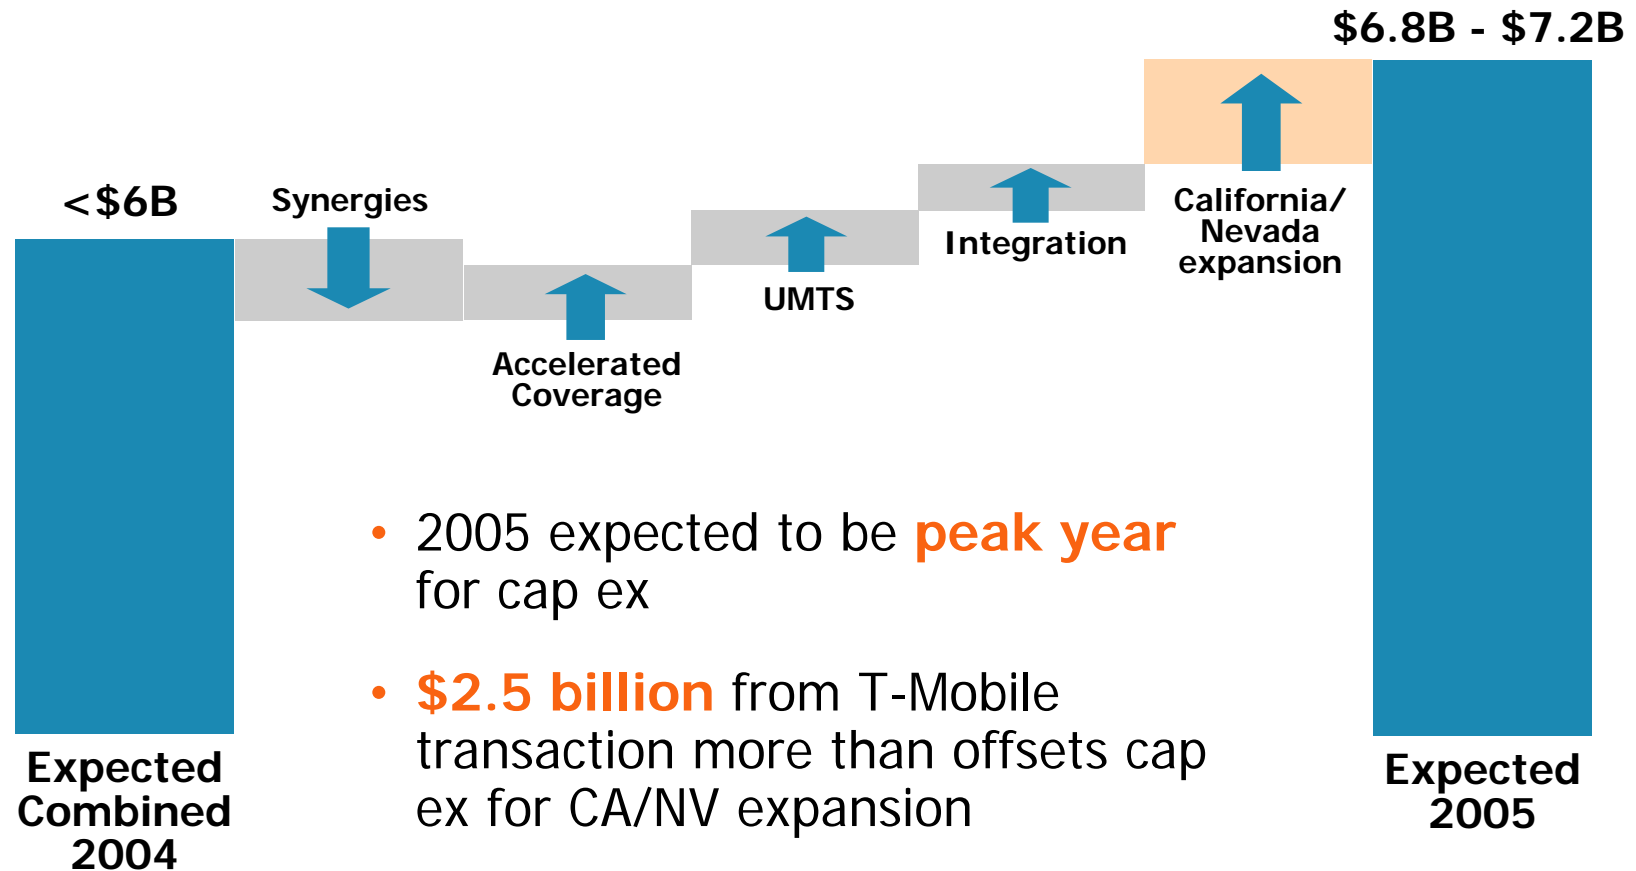 $6.8B - $7.2B
<$6B
Synergies
California/
Nevada
expansion
Integration
UMTS
Accelerated
Coverage
• 2005 expected to be peak year
for cap ex
• $2.5 billion from T-Mobile
transaction more than offsets cap
ex for CA/NV expansion
Expected
Combined
2004
Expected
2005